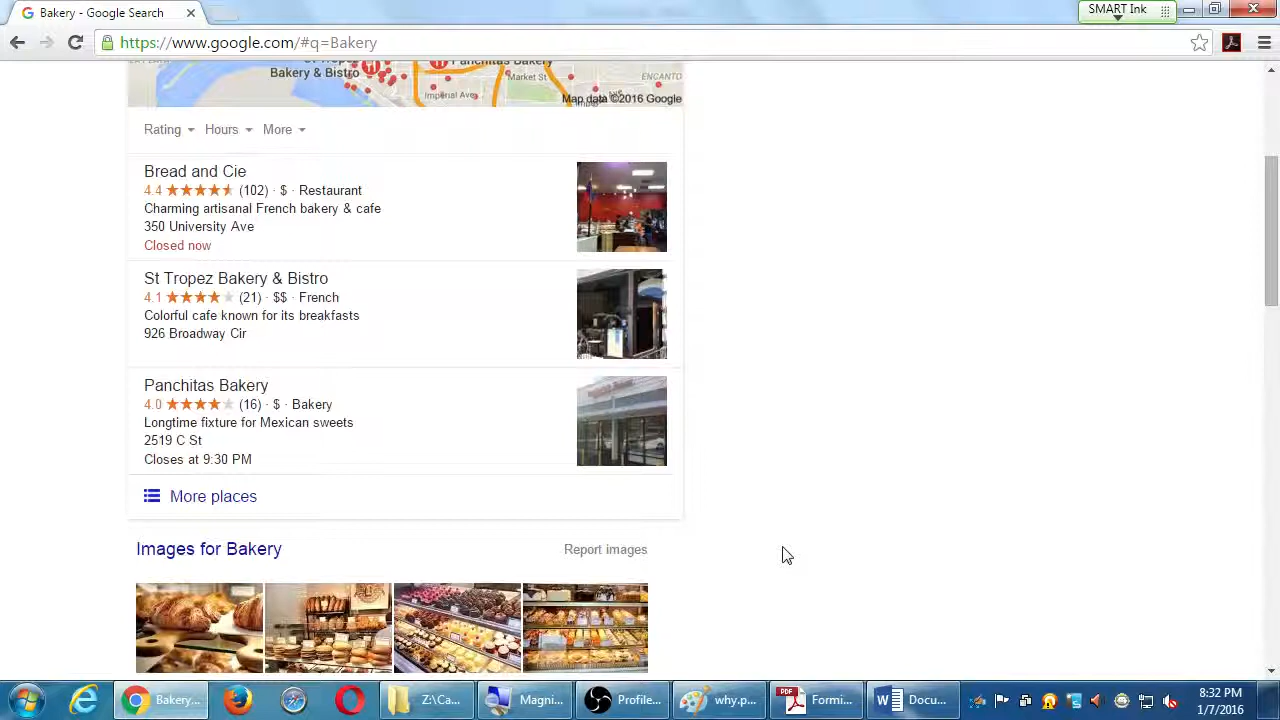 Bakery - Google Search
SMART Ink
https://www.google.com/#q=Bakery
St Tropez
Bakery & Bistro
Panchitas Bakery
Market St
ENCANTO
Imperial Ave
Map data ©2016 Google
Rating
Hours
More
Bread and Cie
4.4 (102) · $ · Restaurant
Charming artisanal French bakery & cafe
350 University Ave
Closed now
St Tropez Bakery & Bistro
4.1 (21) · $$ · French
Colorful cafe known for its breakfasts
926 Broadway Cir
Panchitas Bakery
4.0 (16) · $ · Bakery
Longtime fixture for Mexican sweets
2519 C St
Closes at 9:30 PM
More places
Images for Bakery
Report images
Bakery...
Z:\Ca...
Magni...
Profile...
why.p...
PDF
Formi...
W
Docu...
8:32 PM
1/7/2016